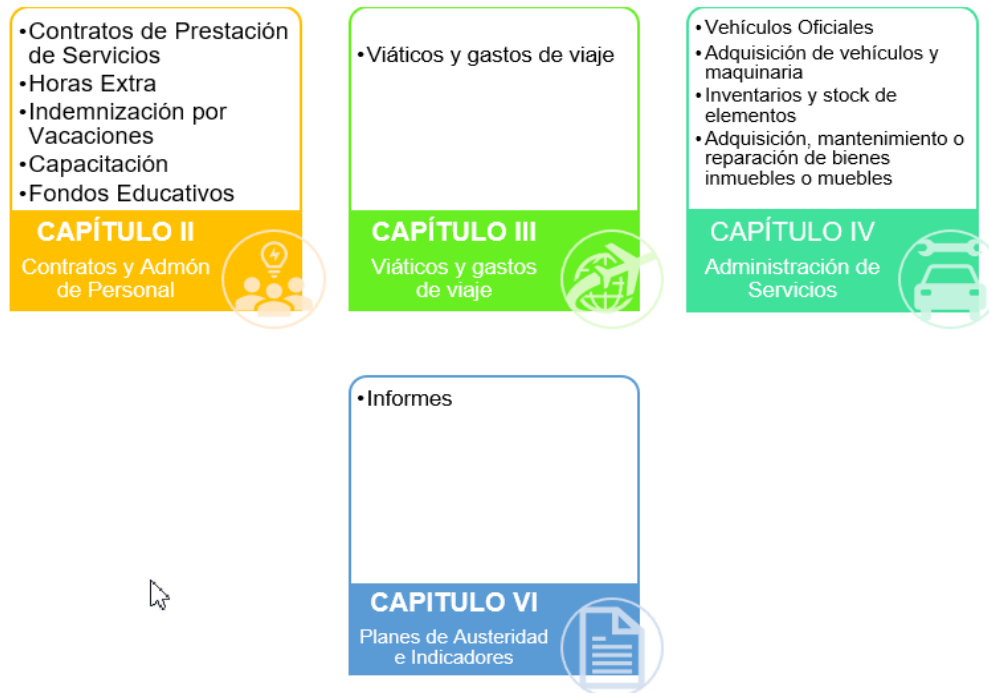 •Contratos de Prestación
de Servicios
•Horas Extra
•Indemnización por
Vacaciones
•Capacitación
•Fondos Educativos
CAPÍTULO II
Contratos y Admón
de Personal
•Viáticos y gastos de viaje
CAPÍTULO III
Viáticos y gastos
de viaje
•Vehículos Oficiales
•Adquisición de vehículos y
maquinaria
•Inventarios y stock de
elementos
•Adquisición, mantenimiento o
reparación de bienes
inmuebles o muebles
CAPÍTULO IV
Administración de
Servicios
•Informes
CAPITULO VI
Planes de Austeridad
e Indicadores